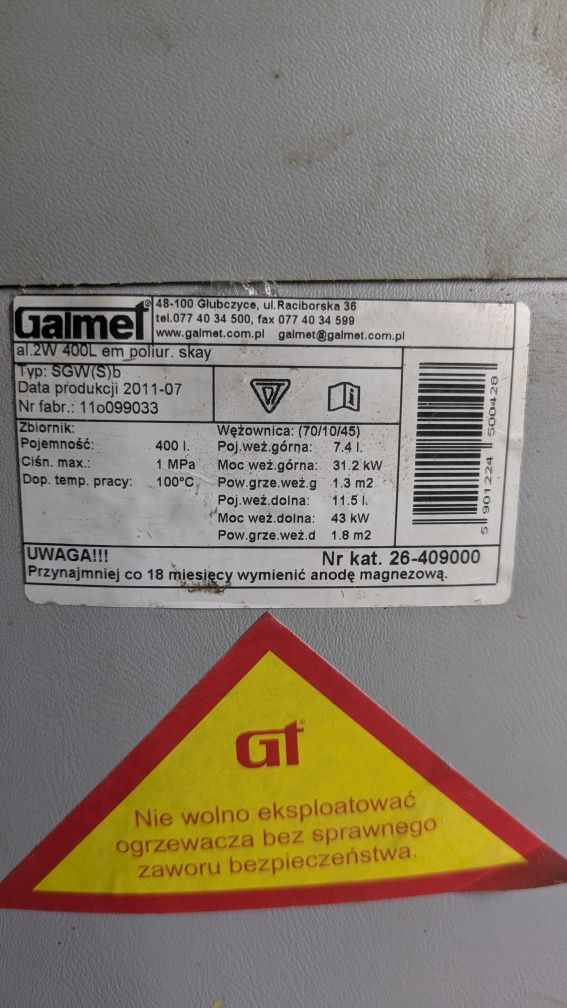 Galmet®
48-100 Głubczyce, ul.Raciborska 36
tel.077 40 34 500, fax 077 40 34 599
www.galmet.com.pl galmet@galmet.com.pl
al.2W 400L em poliur. skay
Typ: SGW(S)b
Data produkcji 2011-07
Nr fabr.: 11o099033
Zbiornik:
Pojemność: 400 l.
Ciśn. max.: 1 MPa
Dop. temp. pracy: 100°C
Wężownica: (70/10/45)
Poj.węż.górna: 7.4 l.
Moc węż.górna: 31.2 kW
Pow.grze.węż.g 1.3 m2
Poj.węż.dolna: 11.5 l.
Moc węż.dolna: 43 kW
Pow.grze.węż.d 1.8 m2
5 901224 500428
UWAGA!!! Nr kat. 26-409000
Przynajmniej co 18 miesięcy wymienić anodę magnezową.
Gt®
Nie wolno eksploatować
ogrzewacza bez sprawnego
zaworu bezpieczeństwa.